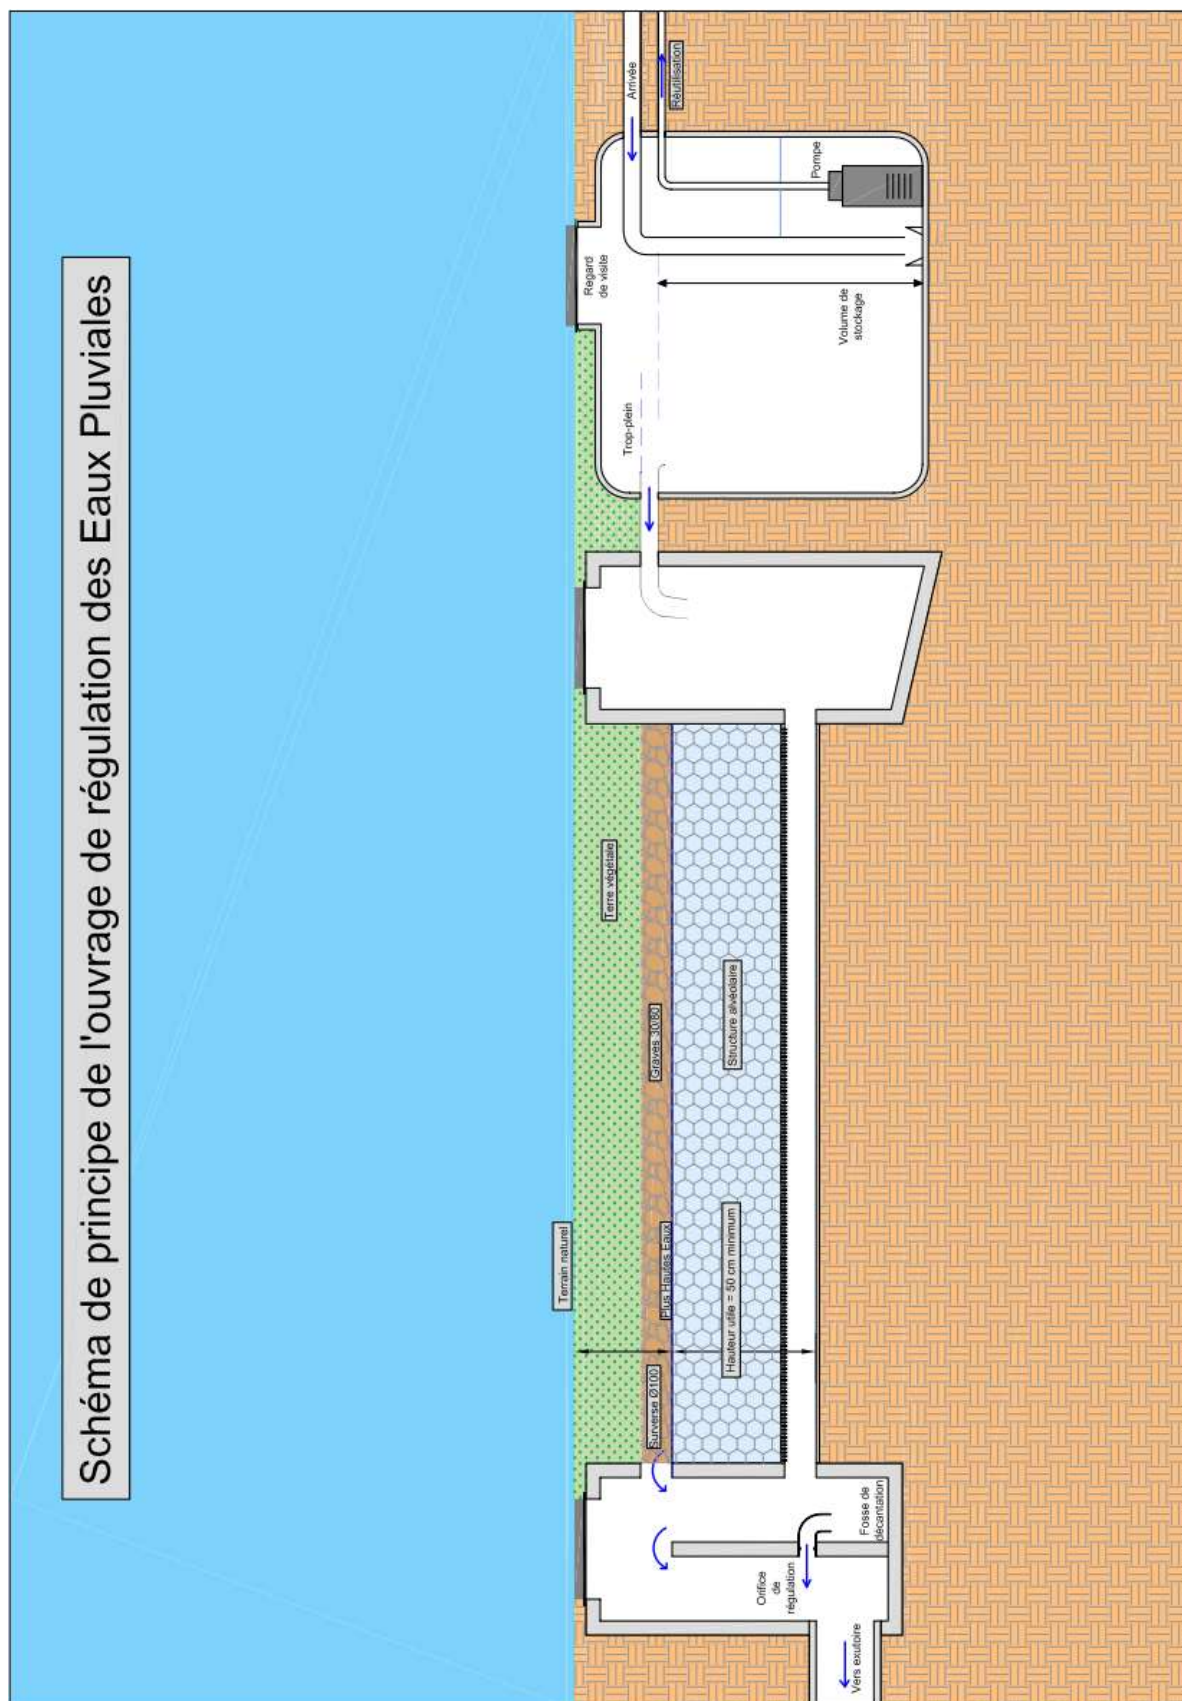 Schéma de principe de l'ouvrage de régulation des Eaux Pluviales
Terrain naturel
Terre végétale
Surverse Ø100
Plus Hautes Eaux
Graves 30/60
Hauteur utile = 50 cm minimum
Structure alvéolaire
Orifice
de
régulation
Fosse de
décantation
Vers exutoire
Trop-plein
Regard
de visite
Arrivée
Réutilisation
Volume de
stockage
Pompe